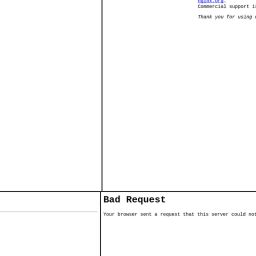 nginx.org.
Commercial support i
Thank you for using
Bad Request
Your browser sent a request that this server could not